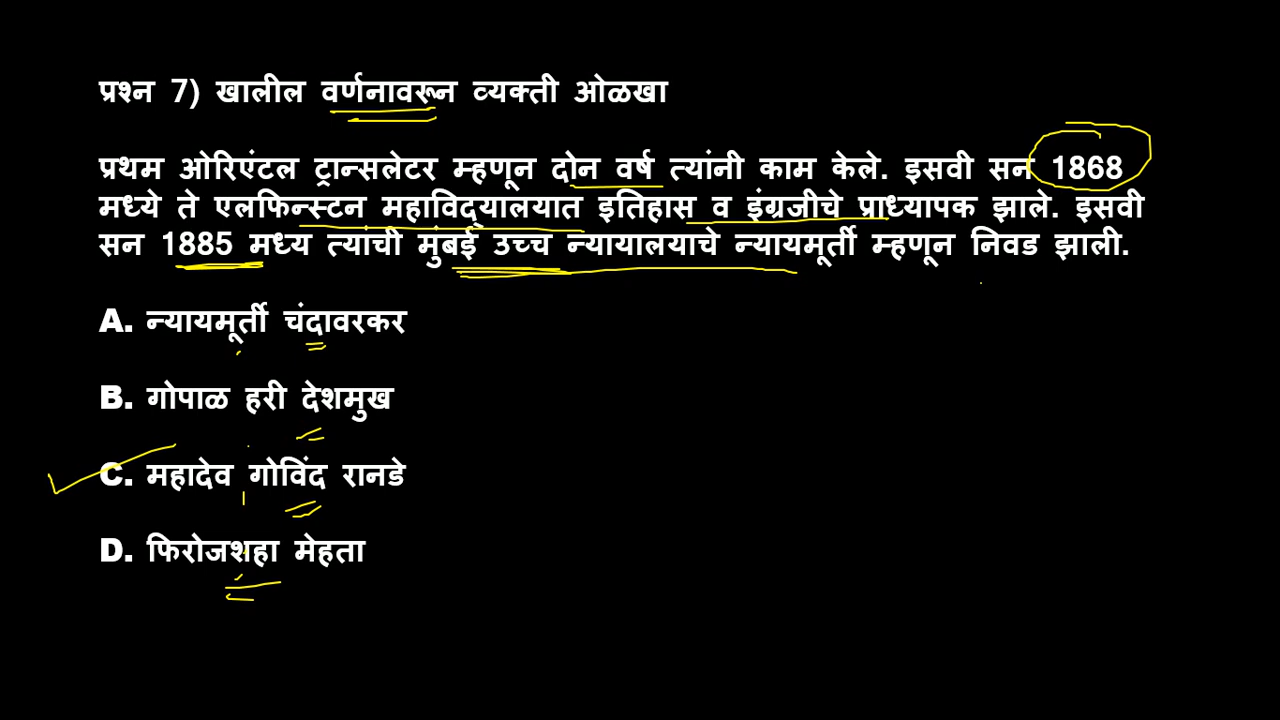 प्रश्न 7) खालील वर्णनावरून व्यक्ती ओळखा
प्रथम ओरिएंटल ट्रान्सलेटर म्हणून दोन वर्ष त्यांनी काम केले. इसवी सन 1868
मध्ये ते एलफिन्स्टन महाविद्यालयात इतिहास व इंग्रजीचे प्राध्यापक झाले. इसवी
सन 1885 मध्य त्यांची मुंबई उच्च न्यायालयाचे न्यायमूर्ती म्हणून निवड झाली.
A. न्यायमूर्ती चंदावरकर
B. गोपाळ हरी देशमुख
C. महादेव गोविंद रानडे
D. फिरोजशहा मेहता